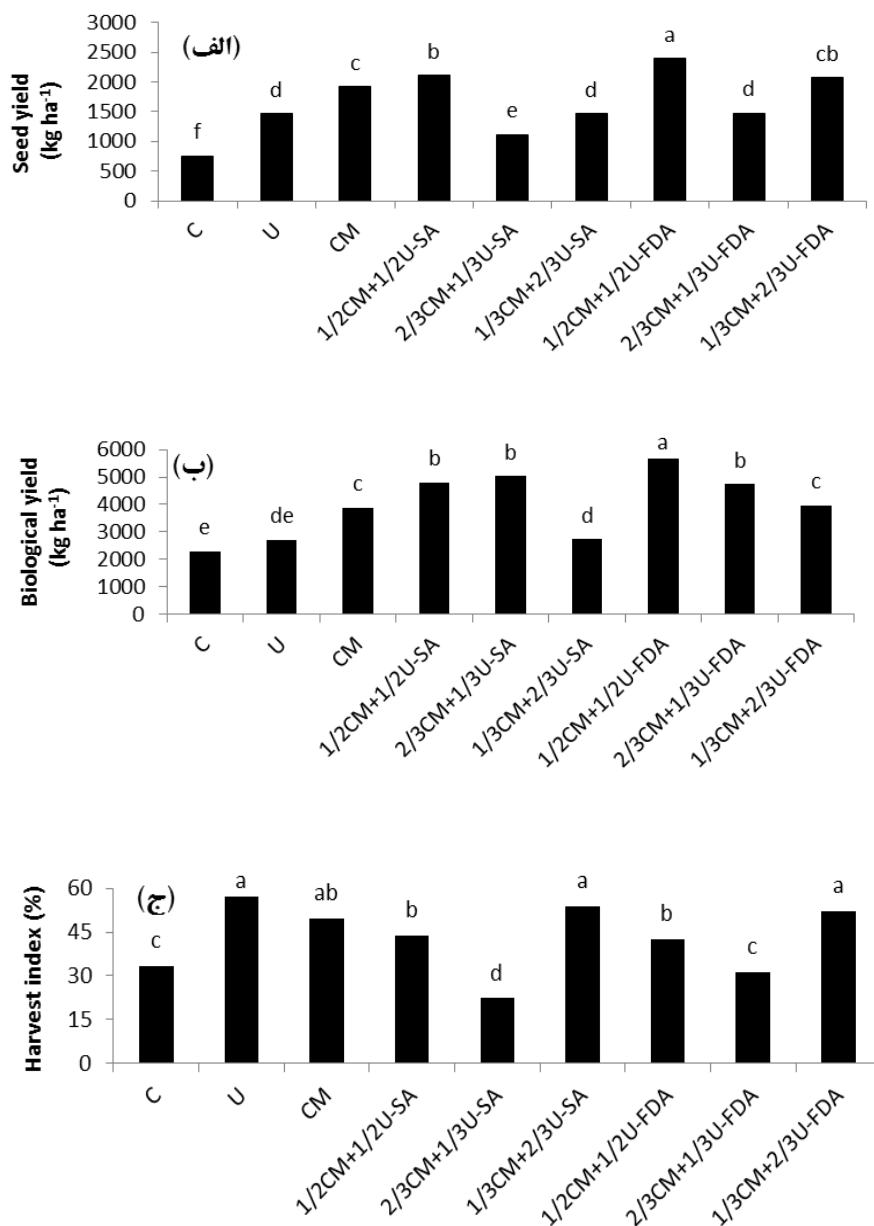 (الف)
Seed yield
(kg ha-1)
3000
2500
2000
1500
1000
500
0
f
d
c
b
e
d
a
d
cb
C
U
CM
1/2CM+1/2U-SA
2/3CM+1/3U-SA
1/3CM+2/3U-SA
1/2CM+1/2U-FDA
2/3CM+1/3U-FDA
1/3CM+2/3U-FDA
(ب)
Biological yield
(kg ha-1)
6000
5000
4000
3000
2000
1000
0
e
de
c
b
b
d
a
b
c
C
U
CM
1/2CM+1/2U-SA
2/3CM+1/3U-SA
1/3CM+2/3U-SA
1/2CM+1/2U-FDA
2/3CM+1/3U-FDA
1/3CM+2/3U-FDA
(ج)
Harvest index (%)
60
45
30
15
0
c
a
ab
b
d
a
b
c
a
C
U
CM
1/2CM+1/2U-SA
2/3CM+1/3U-SA
1/3CM+2/3U-SA
1/2CM+1/2U-FDA
2/3CM+1/3U-FDA
1/3CM+2/3U-FDA